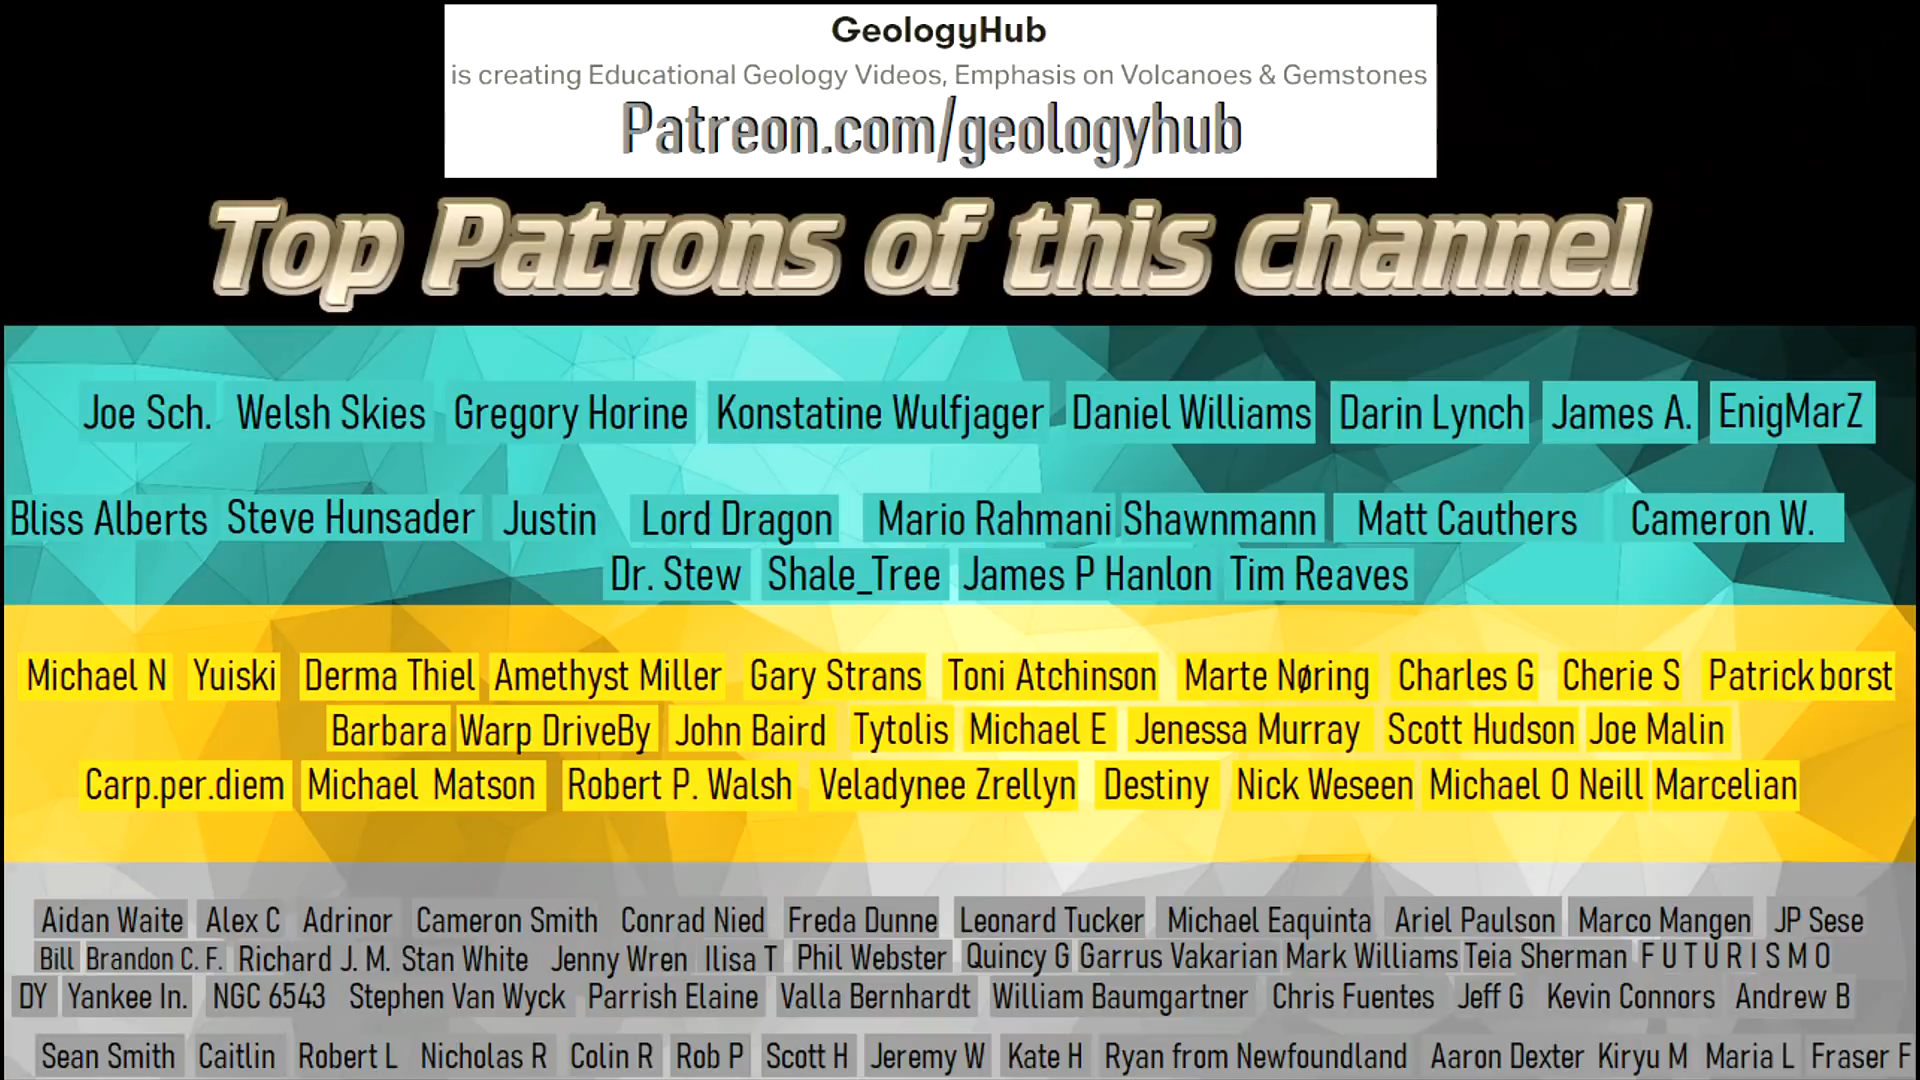 GeologyHub
is creating Educational Geology Videos, Emphasis on Volcanoes & Gemstones
Patreon.com/geologyhub
Top Patrons of this channel
Joe Sch. Welsh Skies Gregory Horine Konstatine Wulfjager Daniel Williams Darin Lynch James A. EnigMarZ
Bliss Alberts Steve Hunsader Justin Lord Dragon Mario Rahmani Shawnmann Matt Cauthers Cameron W.
Dr. Stew Shale_Tree James P Hanlon Tim Reaves
Michael N Yuiski Derma Thiel Amethyst Miller Gary Strans Toni Atchinson Marte Nøring Charles G Cherie S Patrick borst
Barbara Warp DriveBy John Baird Tytolis Michael E Jenessa Murray Scott Hudson Joe Malin
Carp.per.diem Michael Matson Robert P. Walsh Veladynee Zrellyn Destiny Nick Weseen Michael O Neill Marcelian
Aidan Waite Alex C Adrinor Cameron Smith Conrad Nied Freda Dunne Leonard Tucker Michael Eaquinta Ariel Paulson Marco Mangen JP Sese
Bill Brandon C. F. Richard J. M. Stan White Jenny Wren Ilisa T Phil Webster Quincy G Garrus Vakarian Mark Williams Teia Sherman F U T U R I S M O
DY Yankee In. NGC 6543 Stephen Van Wyck Parrish Elaine Valla Bernhardt William Baumgartner Chris Fuentes Jeff G Kevin Connors Andrew B
Sean Smith Caitlin Robert L Nicholas R Colin R Rob P Scott H Jeremy W Kate H Ryan from Newfoundland Aaron Dexter Kiryu M Maria L Fraser F